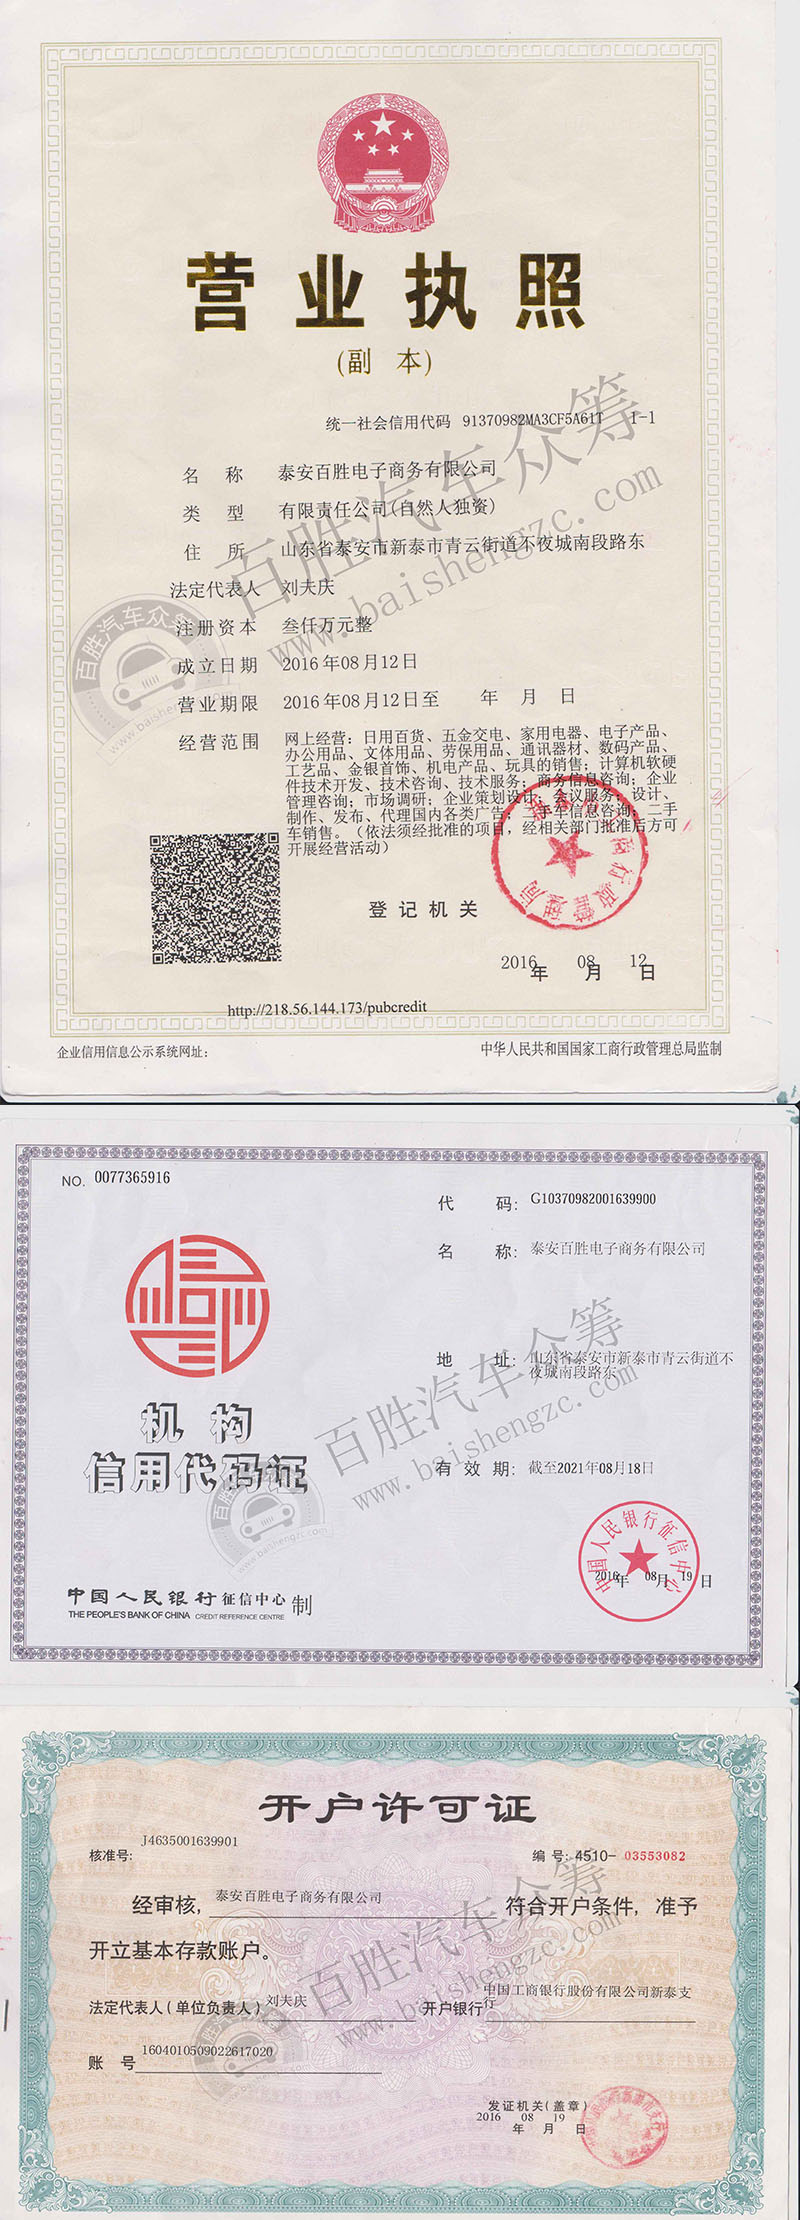 营业执照
(副 本)
统一社会信用代码 91370982MA3CF5A61T 1-1
名 称 泰安百胜电子商务有限公司
类 型 有限责任公司(自然人独资)
住 所 山东省泰安市新泰市青云街道不夜城南段路东
法定代表人 刘夫庆
注册资本 叁仟万元整
成立日期 2016年08月12日
营业期限 2016年08月12日至 年 月 日
经营范围 网上经营：日用百货、五金交电、家用电器、电子产品、
办公用品、文体用品、劳保用品、通讯器材、数码产品、
工艺品、金银首饰、机电产品、玩具的销售；计算机软硬
件技术开发、技术咨询、技术服务；商务信息咨询；企业
管理咨询；市场调研；企业策划设计、会议服务；设计、
制作、发布、代理国内各类广告；二手车信息咨询；二手
车销售。（依法须经批准的项目，经相关部门批准后方可
开展经营活动）
登记机关
2016年 08月 12日
http://218.56.144.173/pubcredit
企业信用信息公示系统网址：
中华人民共和国国家工商行政管理总局监制
百胜汽车众筹
www.baishengzc.com
NO. 0077365916
代 码: G10370982001639900
名 称: 泰安百胜电子商务有限公司
地 址: 山东省泰安市新泰市青云街道不
夜城南段路东
有 效 期: 截至2021年08月18日
机构
信用代码证
中国人民银行征信中心
2016年 08月 19日
中国人民银行征信中心 制
THE PEOPLE'S BANK OF CHINA CREDIT REFERENCE CENTRE
百胜汽车众筹
www.baishengzc.com
开户许可证
核准号: J4635001639901
编号: 4510- 03553082
经审核, 泰安百胜电子商务有限公司 符合开户条件, 准予
开立基本存款账户。
法定代表人(单位负责人) 刘夫庆 开户银行 中国工商银行股份有限公司新泰支
行
账 号 1604010509022617020
发证机关(盖章)
2016年 08月 19日
百胜汽车众筹
www.baishengzc.com